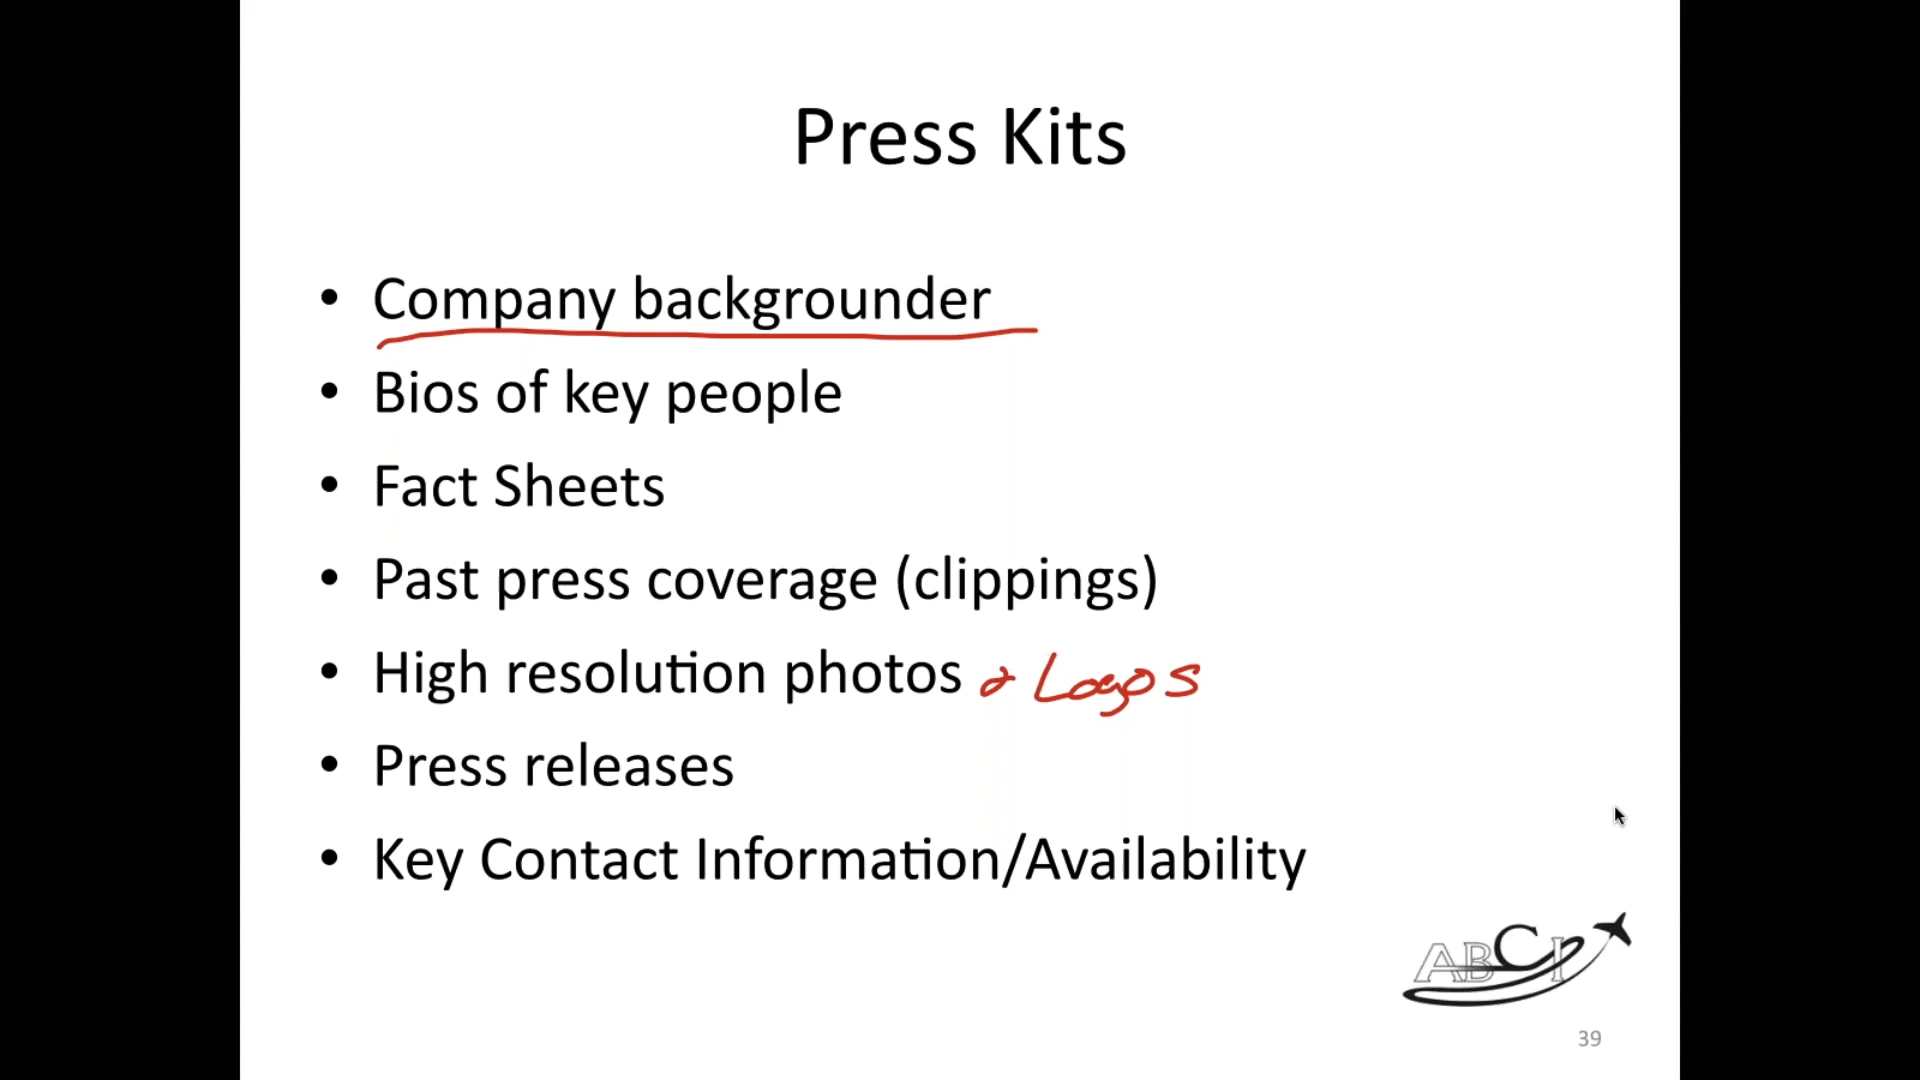 Press Kits
• Company backgrounder
• Bios of key people
• Fact Sheets
• Past press coverage (clippings)
• High resolution photos & Logos
• Press releases
• Key Contact Information/Availability
ABCI
39